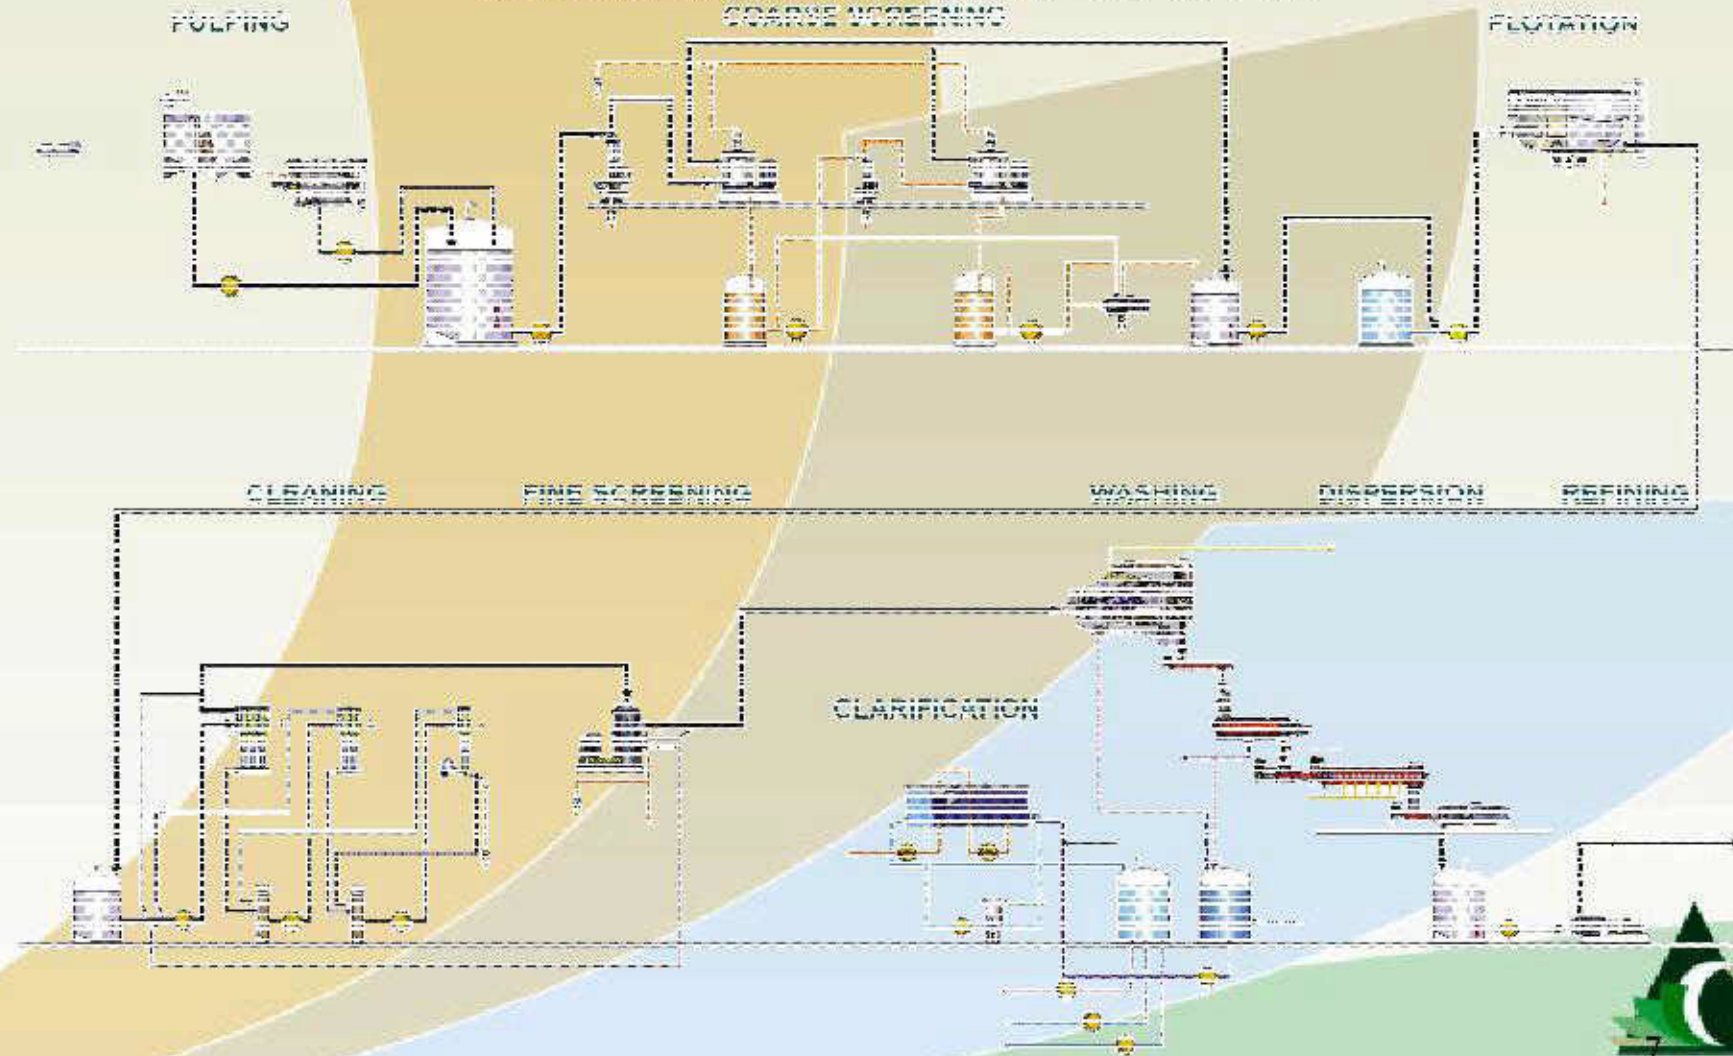 PULPING
COARSE SCREENING
FLOTATION
CLEANING
FINE SCREENING
WASHING
DISPERSION
REFINING
CLARIFICATION